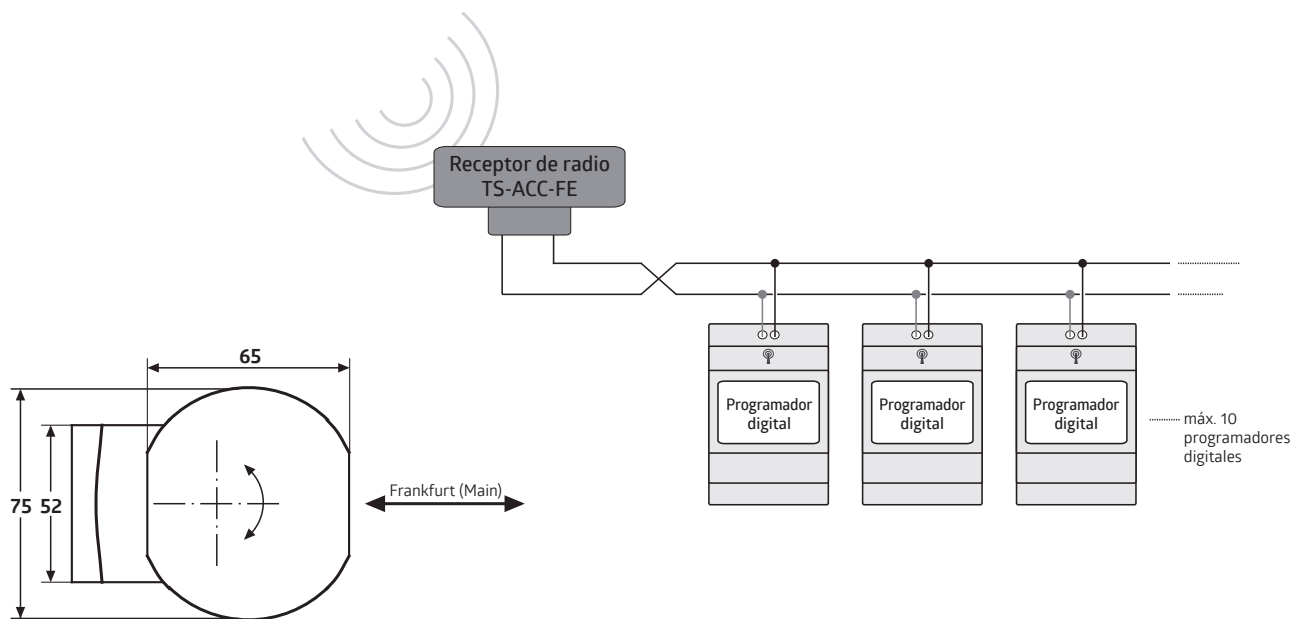 Receptor de radio
TS-ACC-FE
65
75
52
Frankfurt (Main)
Programador
digital
Programador
digital
Programador
digital
máx. 10
programadores
digitales